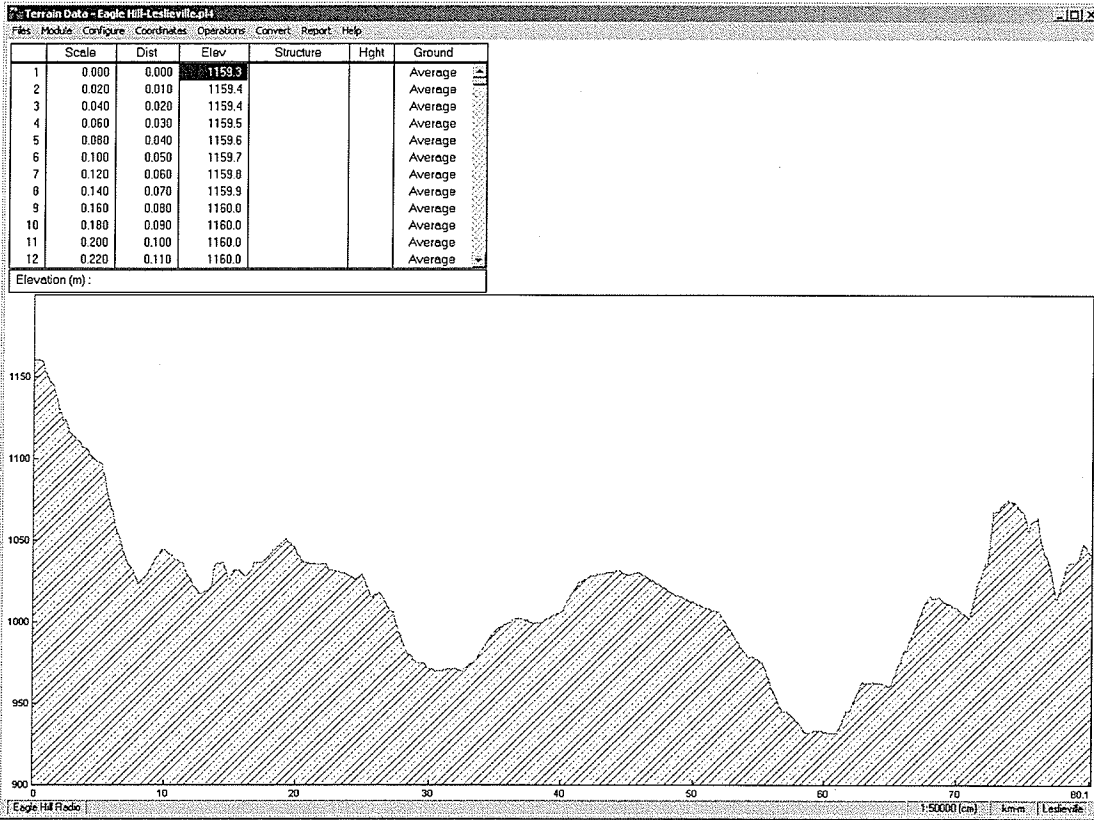 Terrain Data - Eagle Hill-Leslieville.pl4
Files Module Configure Coordinates Operations Convert Report Help
Scale Dist Elev Structure Hght Ground
1 0.000 0.000 1159.3 Average
2 0.020 0.010 1159.4 Average
3 0.040 0.020 1159.4 Average
4 0.060 0.030 1159.5 Average
5 0.080 0.040 1159.6 Average
6 0.100 0.050 1159.7 Average
7 0.120 0.060 1159.8 Average
8 0.140 0.070 1159.9 Average
9 0.160 0.080 1160.0 Average
10 0.180 0.090 1160.0 Average
11 0.200 0.100 1160.0 Average
12 0.220 0.110 1160.0 Average
Elevation (m) :
1150
1100
1050
1000
950
900
0 10 20 30 40 50 60 70 80.1
Eagle Hill Radio 1:50000 (cm) km-m Leslieville